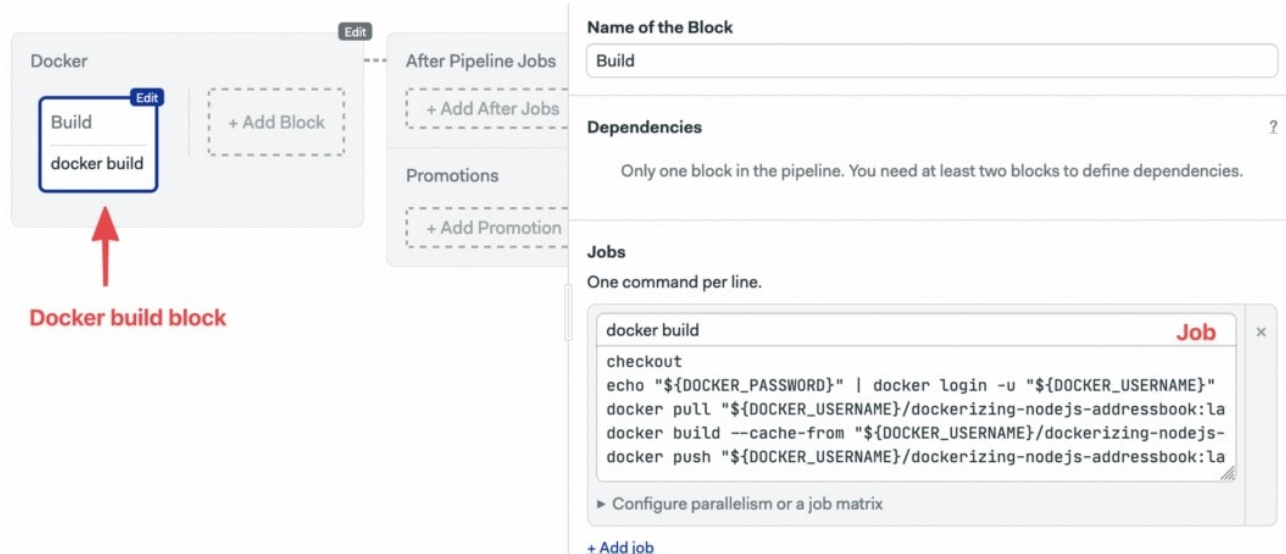 Edit
Docker
Edit
Build
docker build
+ Add Block
Docker build block
After Pipeline Jobs
+ Add After Jobs
Promotions
+ Add Promotion
Name of the Block
Build
Dependencies
?
Only one block in the pipeline. You need at least two blocks to define dependencies.
Jobs
One command per line.
docker build
Job
×
checkout
echo "${DOCKER_PASSWORD}" | docker login -u "${DOCKER_USERNAME}"
docker pull "${DOCKER_USERNAME}/dockerizing-nodejs-addressbook:la
docker build --cache-from "${DOCKER_USERNAME}/dockerizing-nodejs-
docker push "${DOCKER_USERNAME}/dockerizing-nodejs-addressbook:la
▸ Configure parallelism or a job matrix
+ Add job